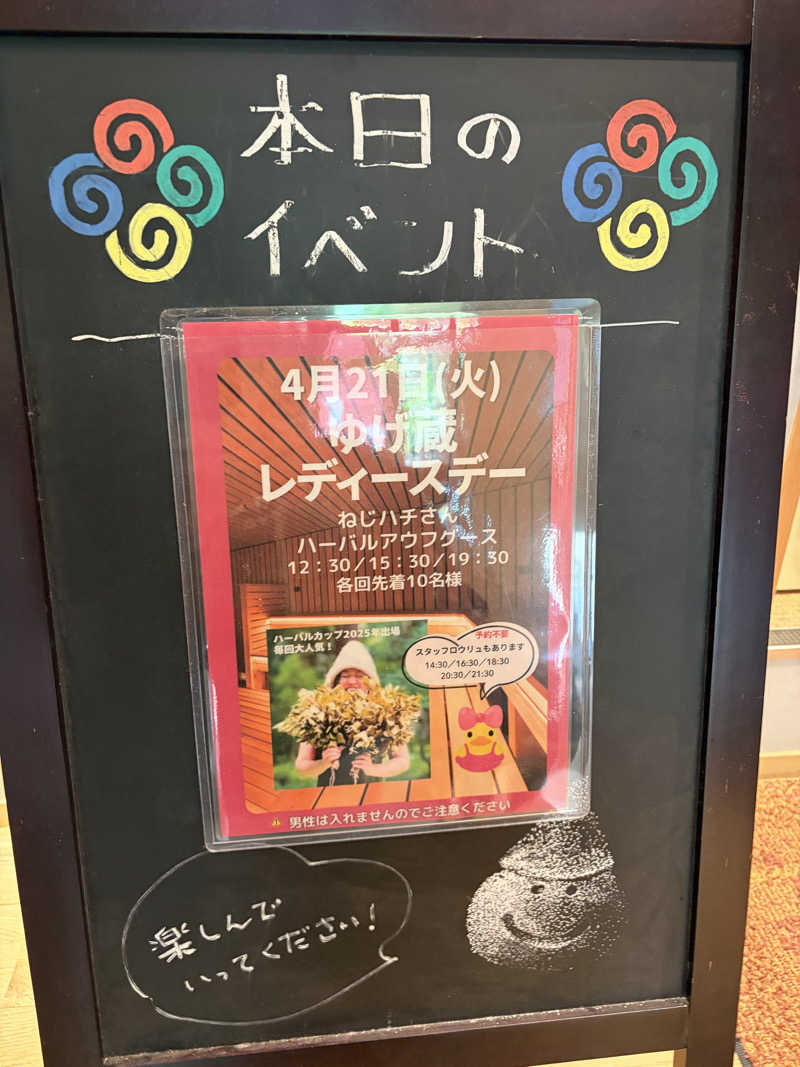 本日の
イベント
4月21日(火)
ゆげ蔵
レディースデー
ねじハチさん
ハーバルアウフグース
12:30/15:30/19:30
各回先着10名様
ハーバルカップ2025年出場
毎回大人気!
予約不要
スタッフロウリュもあります
14:30/16:30/18:30
20:30/21:30
⚠ 男性は入れませんのでご注意ください
楽しんで
いってください!